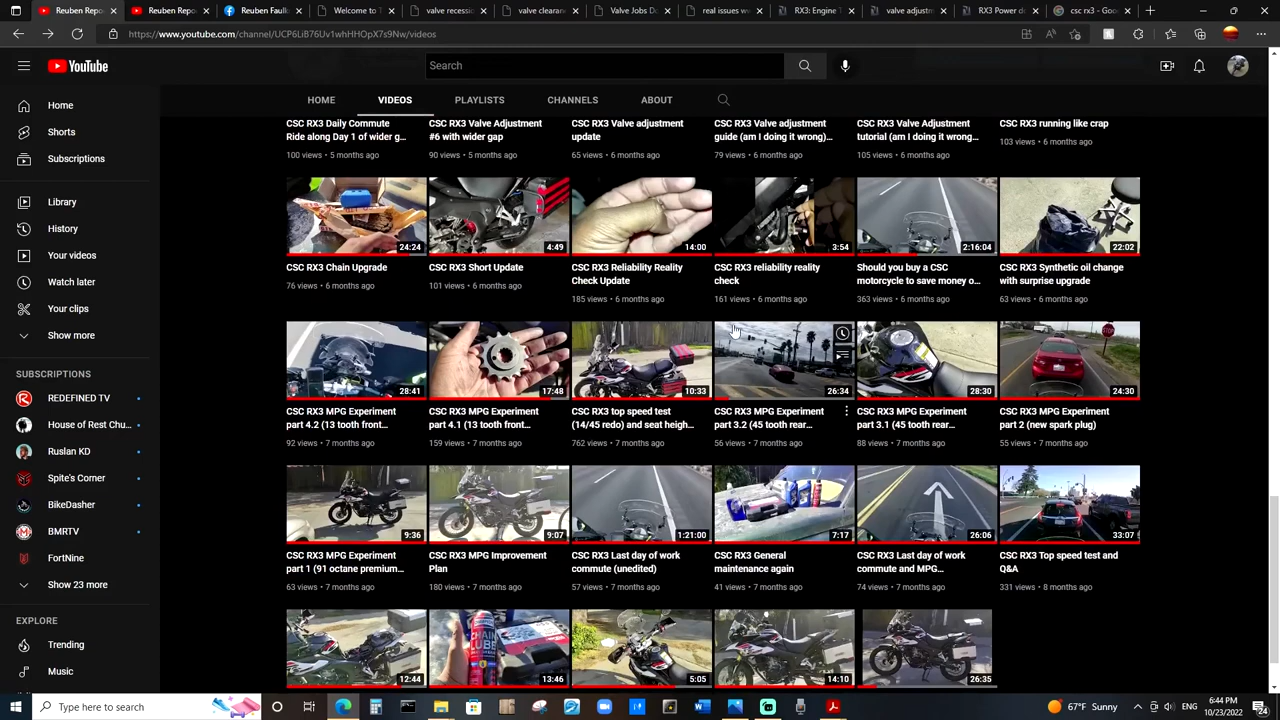 Reuben Repo
Reuben Repo
Reuben Faulk
Welcome to
valve recessio
valve clearanc
Valve Jobs Do
real issues w
RX3: Engine T
valve adjustm
RX3 Power d
csc rx3 - Goo
https://www.youtube.com/channel/UCP6LiB76Uv1whHHOpX7s9Nw/videos
YouTube
Search
HOME
VIDEOS
PLAYLISTS
CHANNELS
ABOUT
Home
Shorts
Subscriptions
Library
History
Your videos
Watch later
Your clips
Show more
SUBSCRIPTIONS
REDEFINED TV
House of Rest Chu...
Ruslan KD
Spite's Corner
BikeDasher
BMRTV
FortNine
Show 23 more
EXPLORE
Trending
Music
CSC RX3 Daily Commute
Ride along Day 1 of wider g...
100 views • 5 months ago
CSC RX3 Valve Adjustment
#6 with wider gap
90 views • 5 months ago
CSC RX3 Valve adjustment
update
65 views • 6 months ago
CSC RX3 Valve adjustment
guide (am I doing it wrong)...
79 views • 6 months ago
CSC RX3 Valve Adjustment
tutorial (am I doing it wrong...
105 views • 6 months ago
CSC RX3 running like crap
103 views • 6 months ago
24:24
CSC RX3 Chain Upgrade
76 views • 6 months ago
4:49
CSC RX3 Short Update
101 views • 6 months ago
14:00
CSC RX3 Reliability Reality
Check Update
185 views • 6 months ago
3:54
CSC RX3 reliability reality
check
161 views • 6 months ago
2:16:04
Should you buy a CSC
motorcycle to save money o...
363 views • 6 months ago
22:02
CSC RX3 Synthetic oil change
with surprise upgrade
63 views • 6 months ago
28:41
CSC RX3 MPG Experiment
part 4.2 (13 tooth front...
92 views • 7 months ago
17:48
CSC RX3 MPG Experiment
part 4.1 (13 tooth front...
159 views • 7 months ago
10:33
CSC RX3 top speed test
(14/45 redo) and seat heigh...
762 views • 7 months ago
26:34
CSC RX3 MPG Experiment
part 3.2 (45 tooth rear...
56 views • 7 months ago
28:30
CSC RX3 MPG Experiment
part 3.1 (45 tooth rear...
88 views • 7 months ago
STOP
24:30
CSC RX3 MPG Experiment
part 2 (new spark plug)
55 views • 7 months ago
9:36
CSC RX3 MPG Experiment
part 1 (91 octane premium...
63 views • 7 months ago
9:07
CSC RX3 MPG Improvement
Plan
180 views • 7 months ago
1:21:00
CSC RX3 Last day of work
commute (unedited)
57 views • 7 months ago
7:17
CSC RX3 General
maintenance again
41 views • 7 months ago
26:06
CSC RX3 Last day of work
commute and MPG...
74 views • 7 months ago
33:07
CSC RX3 Top speed test and
Q&A
331 views • 8 months ago
12:44
CHAIN
LUBE
13:46
5:05
14:10
26:35
Type here to search
67°F Sunny
ENG
6:44 PM
10/23/2022
24